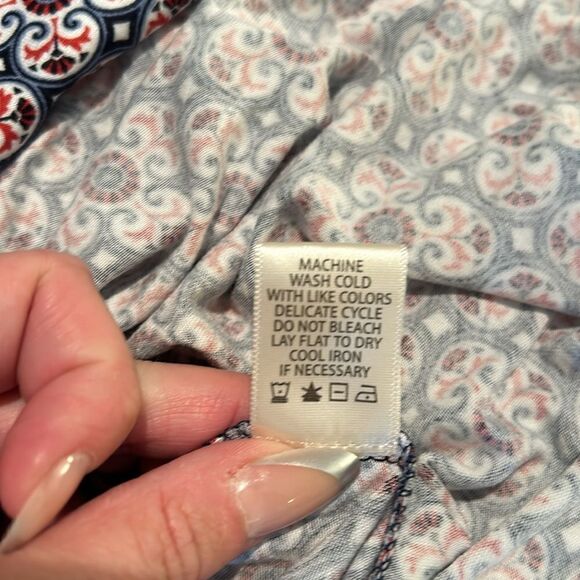 MACHINE
WASH COLD
WITH LIKE COLORS
DELICATE CYCLE
DO NOT BLEACH
LAY FLAT TO DRY
COOL IRON
IF NECESSARY